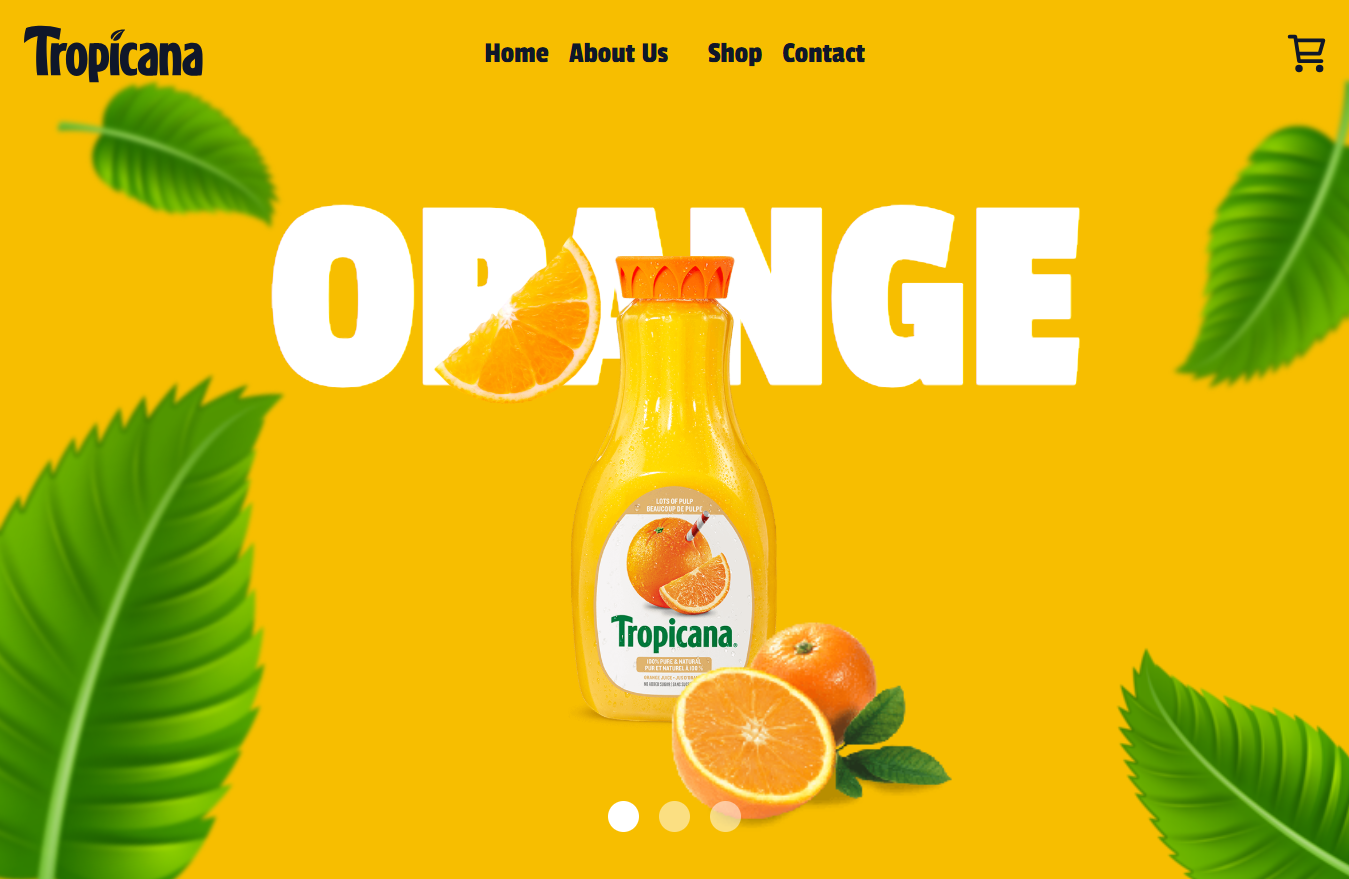 Tropicana
Home About Us Shop Contact
ORANGE
LOTS OF PULP
BEAUCOUP DE PULPE
Tropicana
100% PURE & NATURAL
PUR ET NATUREL À 100 %